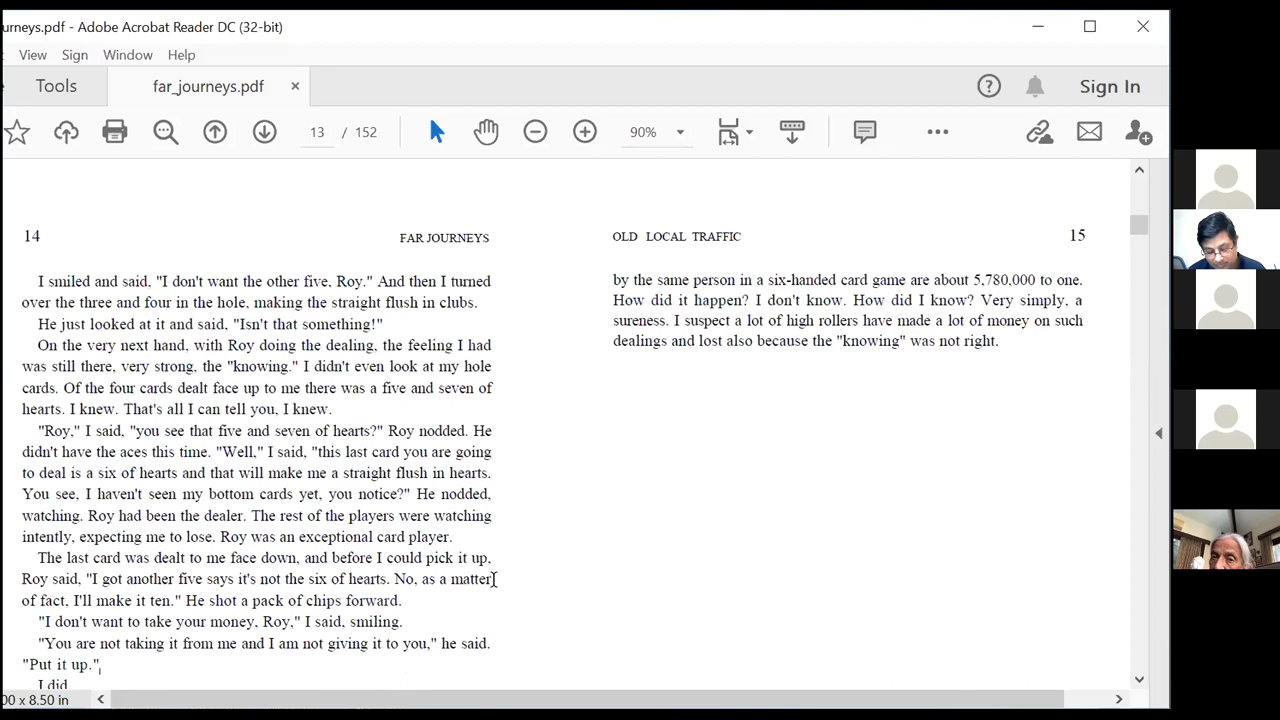 urneys.pdf - Adobe Acrobat Reader DC (32-bit)
View Sign Window Help
Tools far_journeys.pdf Sign In
13 / 152 90%
14 FAR JOURNEYS
I smiled and said, "I don't want the other five, Roy." And then I turned
over the three and four in the hole, making the straight flush in clubs.
He just looked at it and said, "Isn't that something!"
On the very next hand, with Roy doing the dealing, the feeling I had
was still there, very strong, the "knowing." I didn't even look at my hole
cards. Of the four cards dealt face up to me there was a five and seven of
hearts. I knew. That's all I can tell you, I knew.
"Roy," I said, "you see that five and seven of hearts?" Roy nodded. He
didn't have the aces this time. "Well," I said, "this last card you are going
to deal is a six of hearts and that will make me a straight flush in hearts.
You see, I haven't seen my bottom cards yet, you notice?" He nodded,
watching. Roy had been the dealer. The rest of the players were watching
intently, expecting me to lose. Roy was an exceptional card player.
The last card was dealt to me face down, and before I could pick it up,
Roy said, "I got another five says it's not the six of hearts. No, as a matter
of fact, I'll make it ten." He shot a pack of chips forward.
"I don't want to take your money, Roy," I said, smiling.
"You are not taking it from me and I am not giving it to you," he said.
"Put it up."
I did
OLD LOCAL TRAFFIC 15
by the same person in a six-handed card game are about 5,780,000 to one.
How did it happen? I don't know. How did I know? Very simply, a
sureness. I suspect a lot of high rollers have made a lot of money on such
dealings and lost also because the "knowing" was not right.
00 x 8.50 in